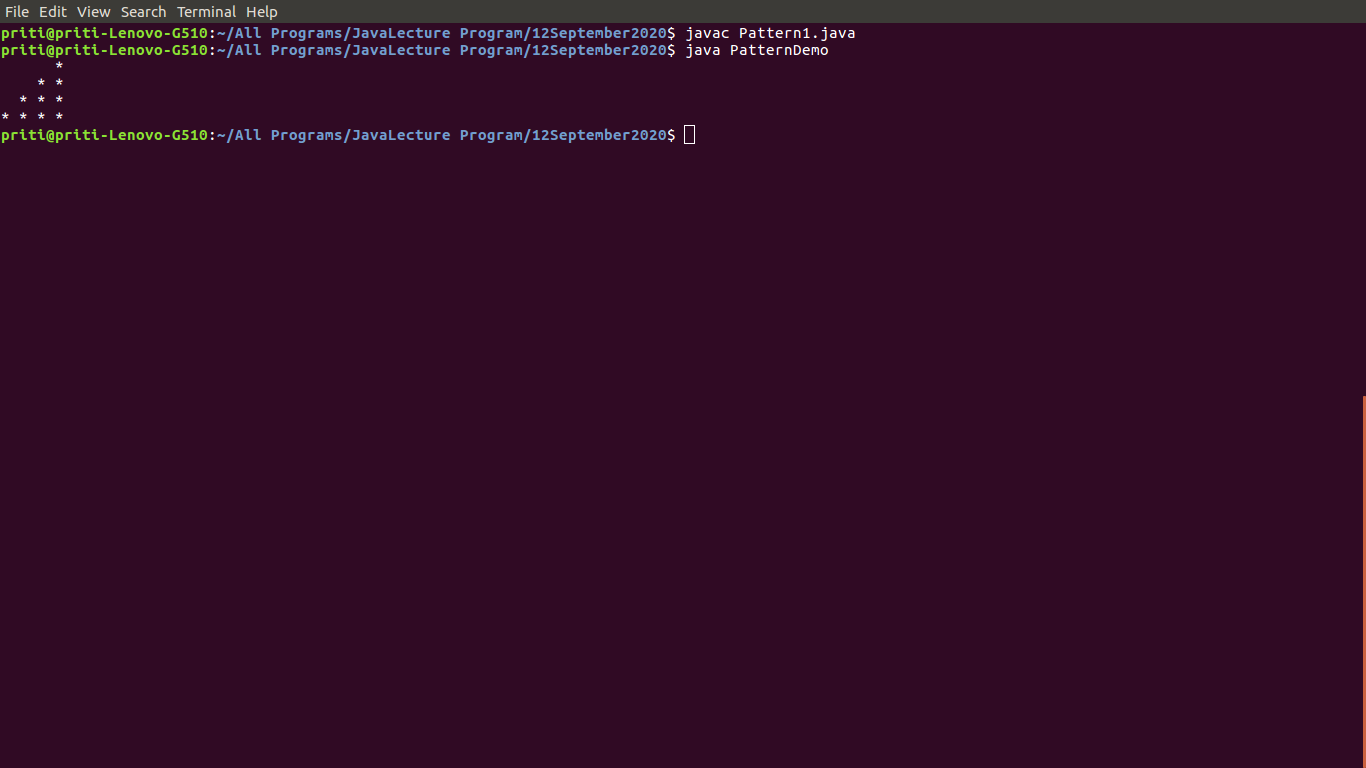 File Edit View Search Terminal Help
priti@priti-Lenovo-G510:~/All Programs/JavaLecture Program/12September2020$ javac Pattern1.java
priti@priti-Lenovo-G510:~/All Programs/JavaLecture Program/12September2020$ java PatternDemo
      *
    * *
  * * *
* * * *
priti@priti-Lenovo-G510:~/All Programs/JavaLecture Program/12September2020$